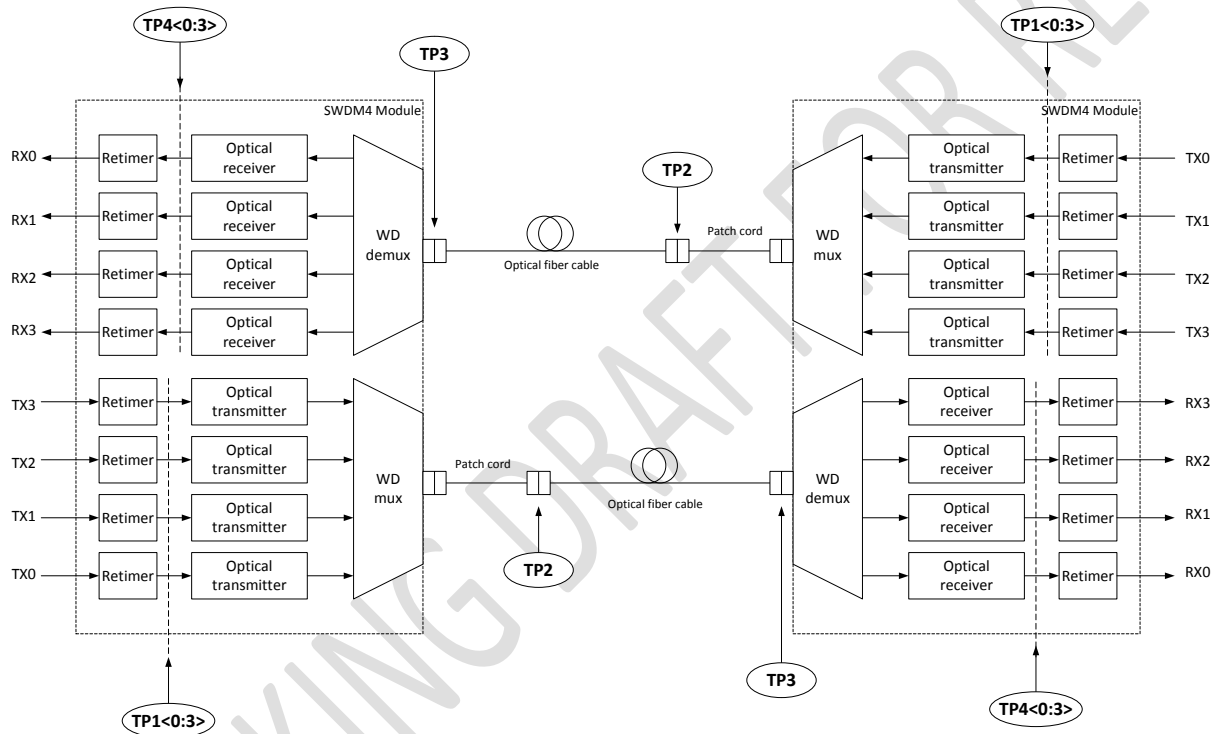 TP4<0:3>
TP1<0:3>
TP3
SWDM4 Module
SWDM4 Module
RX0
Retimer
Optical
receiver
Optical
transmitter
Retimer
TX0
TP2
RX1
Retimer
Optical
receiver
Optical
transmitter
Retimer
TX1
WD
demux
Patch cord
WD
mux
Optical fiber cable
RX2
Retimer
Optical
receiver
Optical
transmitter
Retimer
TX2
RX3
Retimer
Optical
receiver
Optical
transmitter
Retimer
TX3
TX3
Retimer
Optical
transmitter
Optical
receiver
Retimer
RX3
TX2
Retimer
Optical
transmitter
Optical
receiver
Retimer
RX2
WD
mux
Patch cord
Optical fiber cable
WD
demux
TX1
Retimer
Optical
transmitter
Optical
receiver
Retimer
RX1
TX0
Retimer
Optical
transmitter
TP2
Optical
receiver
Retimer
RX0
TP3
TP1<0:3>
TP4<0:3>
KING DRAFT FOR RE